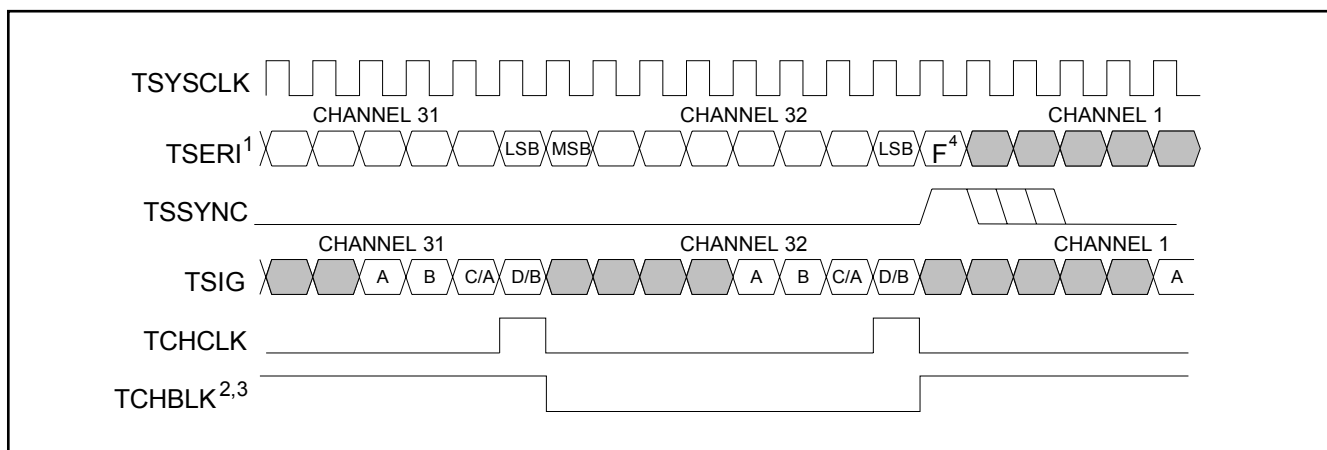 TSYSCLK
CHANNEL 31 CHANNEL 32 CHANNEL 1
TSERI¹ LSB MSB LSB F⁴
TSSYNC
CHANNEL 31 CHANNEL 32 CHANNEL 1
TSIG A B C/A D/B A B C/A D/B A
TCHCLK
TCHBLK²,³